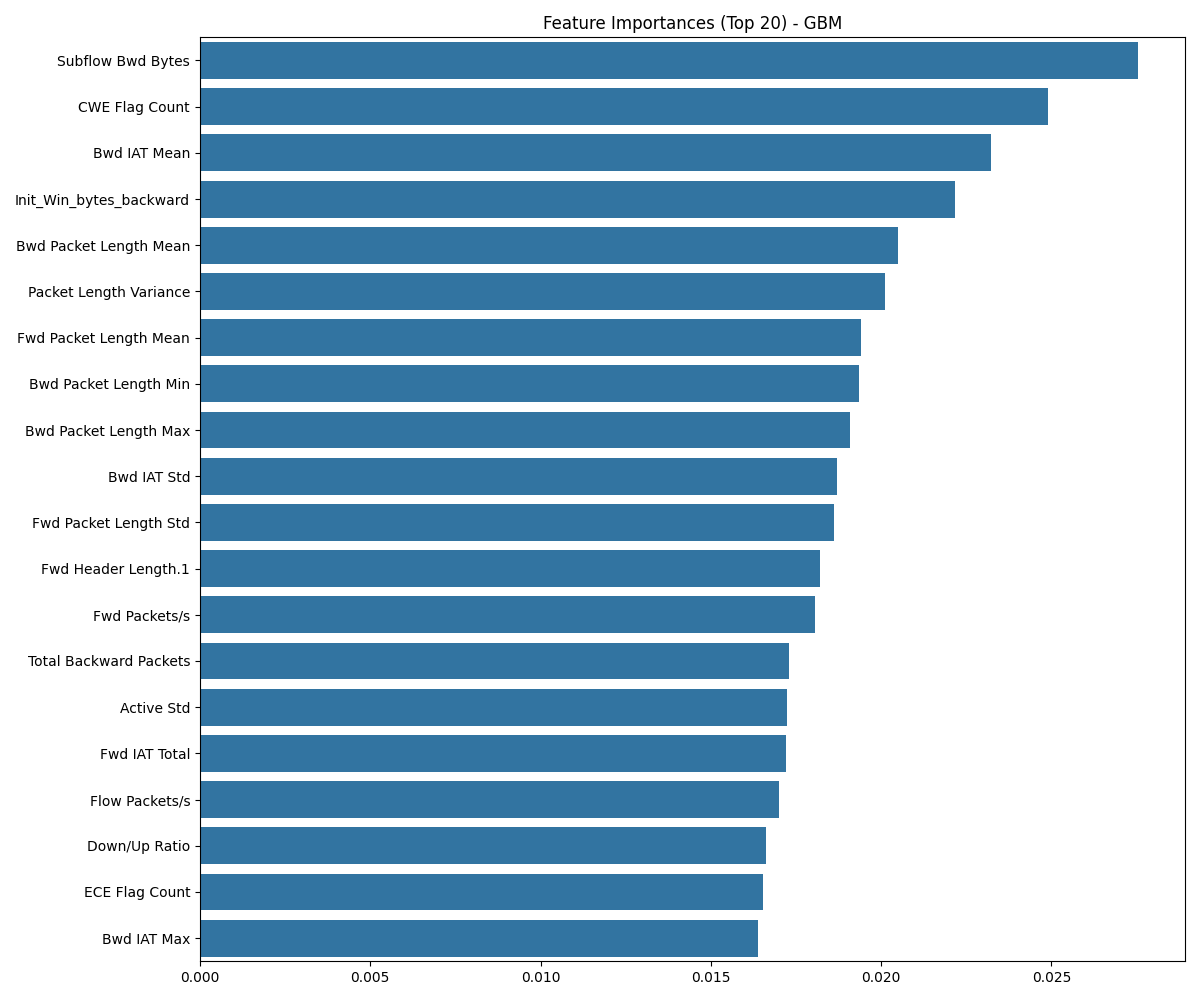 Feature Importances (Top 20) - GBM
Subflow Bwd Bytes
CWE Flag Count
Bwd IAT Mean
Init_Win_bytes_backward
Bwd Packet Length Mean
Packet Length Variance
Fwd Packet Length Mean
Bwd Packet Length Min
Bwd Packet Length Max
Bwd IAT Std
Fwd Packet Length Std
Fwd Header Length.1
Fwd Packets/s
Total Backward Packets
Active Std
Fwd IAT Total
Flow Packets/s
Down/Up Ratio
ECE Flag Count
Bwd IAT Max
0.000 0.005 0.010 0.015 0.020 0.025